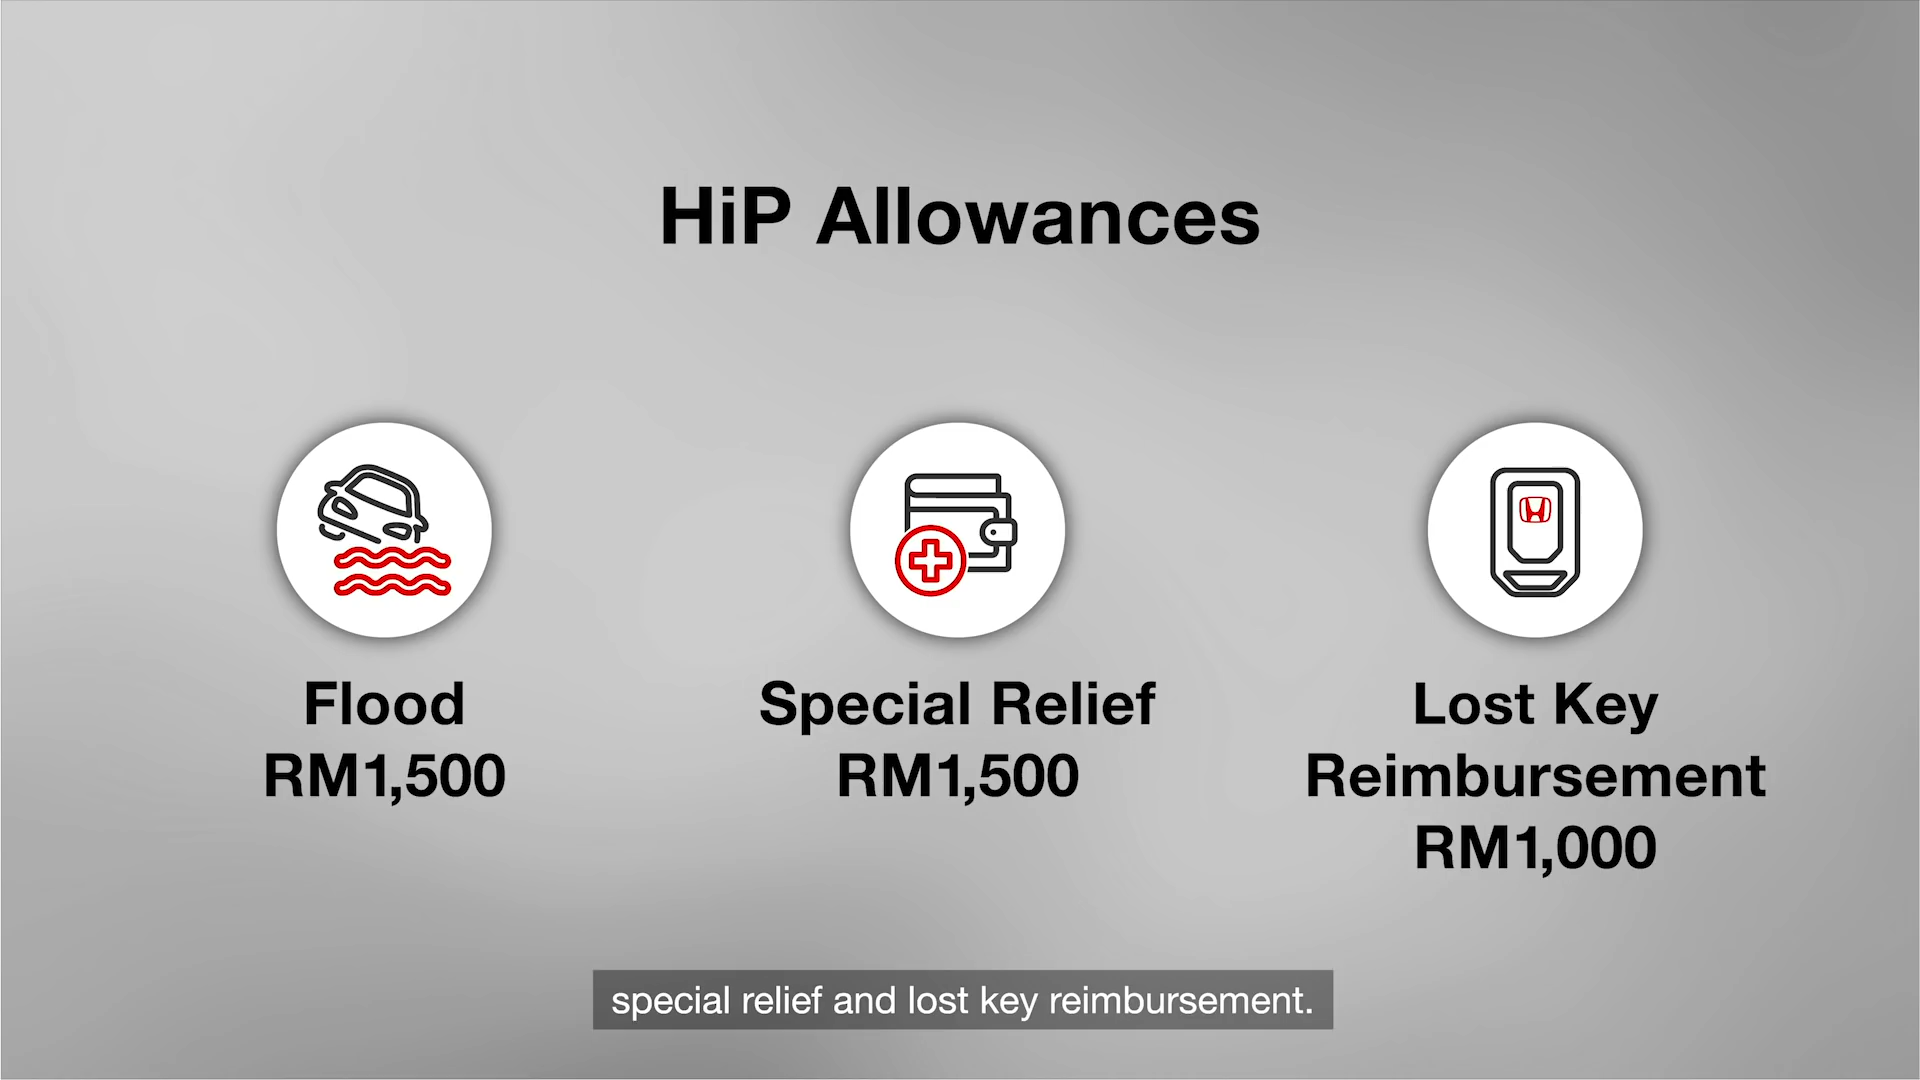 HiP Allowances
Flood
RM1,500
Special Relief
RM1,500
Lost Key
Reimbursement
RM1,000
special relief and lost key reimbursement.